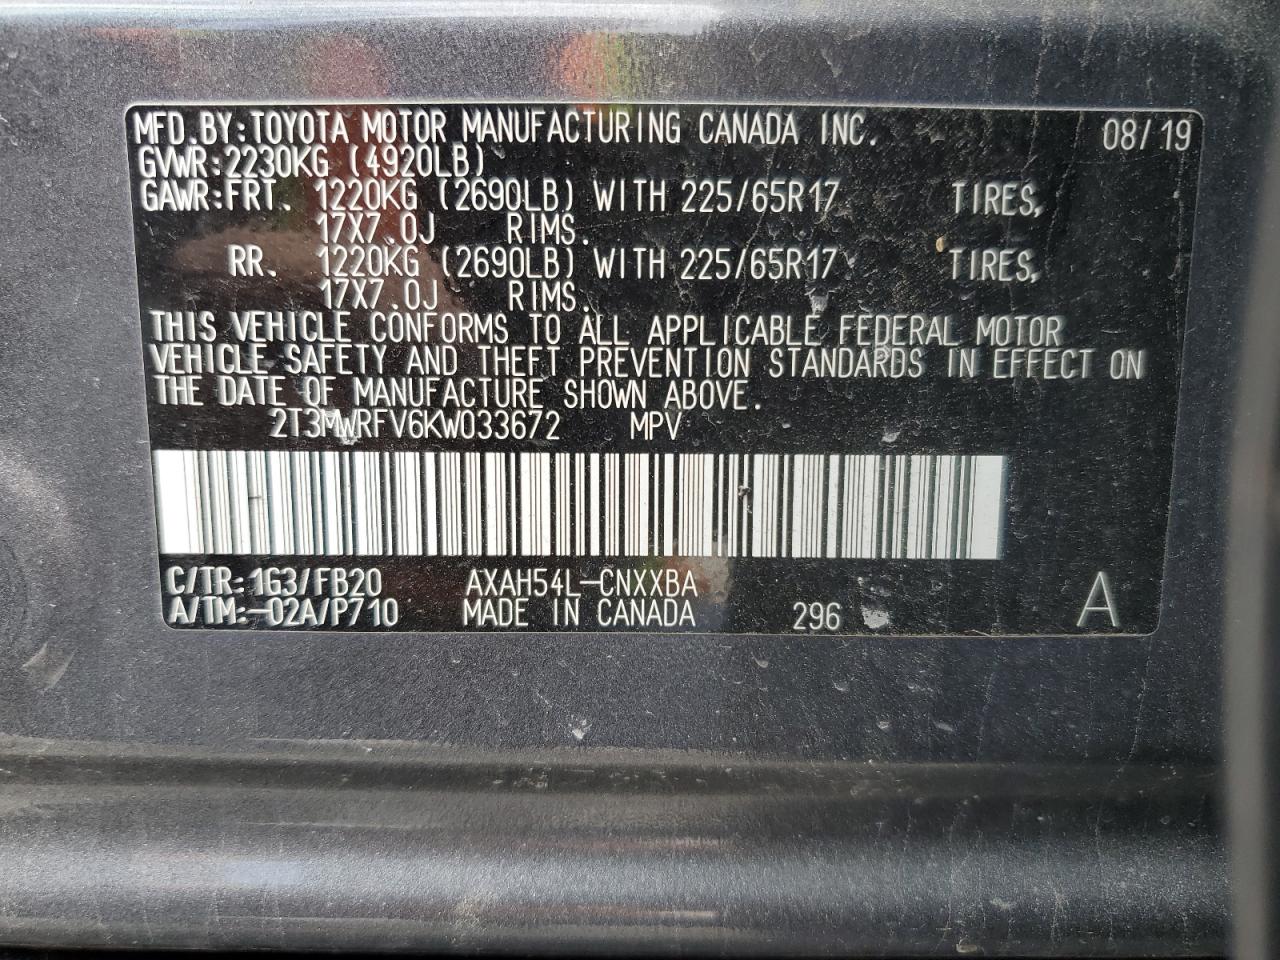 MFD.BY:TOYOTA MOTOR MANUFACTURING CANADA INC. 08/19
GVWR:2230KG (4920LB)
GAWR:FRT. 1220KG (2690LB) WITH 225/65R17 TIRES,
17X7.0J RIMS.
RR. 1220KG (2690LB) WITH 225/65R17 TIRES,
17X7.0J RIMS.
THIS VEHICLE CONFORMS TO ALL APPLICABLE FEDERAL MOTOR
VEHICLE SAFETY AND THEFT PREVENTION STANDARDS IN EFFECT ON
THE DATE OF MANUFACTURE SHOWN ABOVE.
2T3MWRFV6KW033672 MPV
C/TR:1G3/FB20 AXAH54L-CNXXBA
A/TM:-02A/P710 MADE IN CANADA 296 A